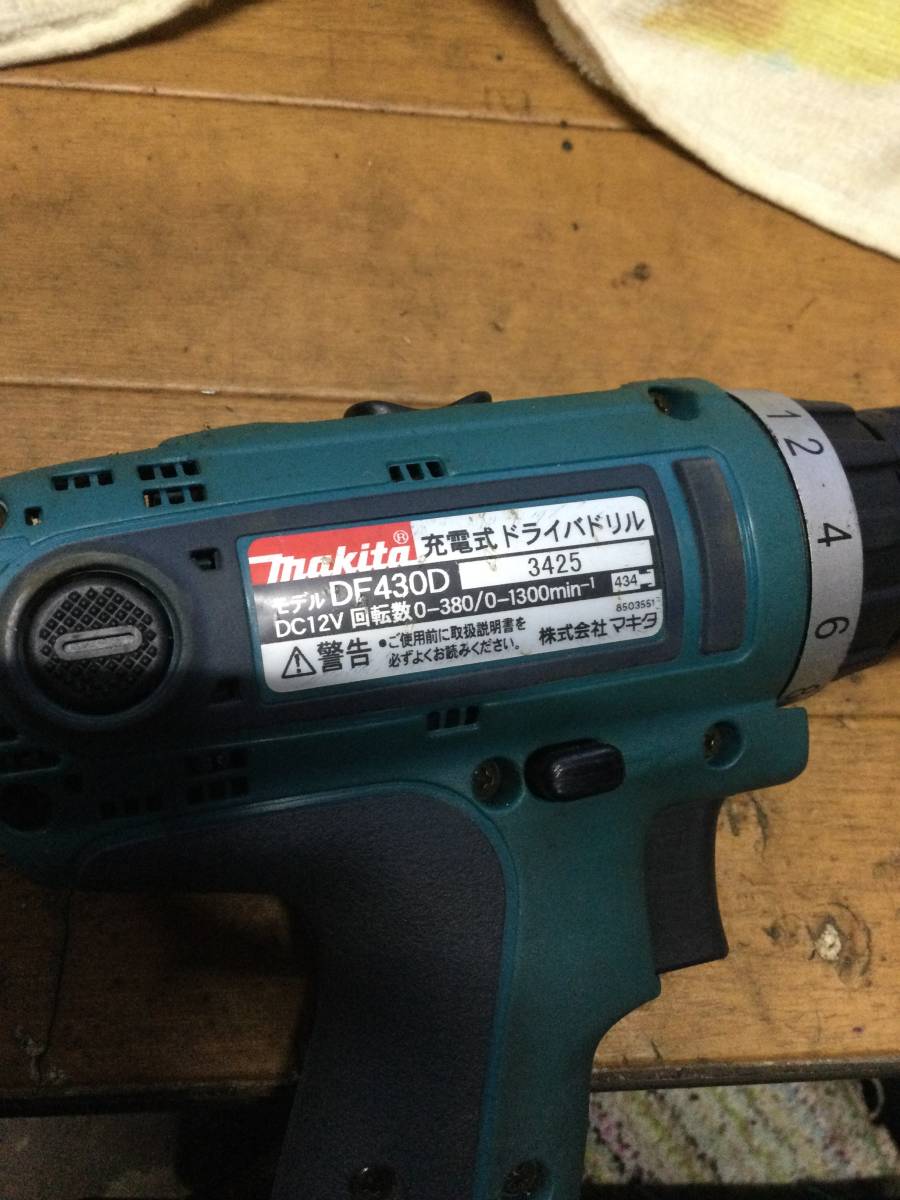 makita® 充電式ドライバドリル
モデル DF430D 3425
DC12V 回転数 0-380/0-1300min⁻¹ 434
8503551
警告 •ご使用前に取扱説明書を
必ずよくお読みください。
株式会社 マキタ
1
2
4
6
8